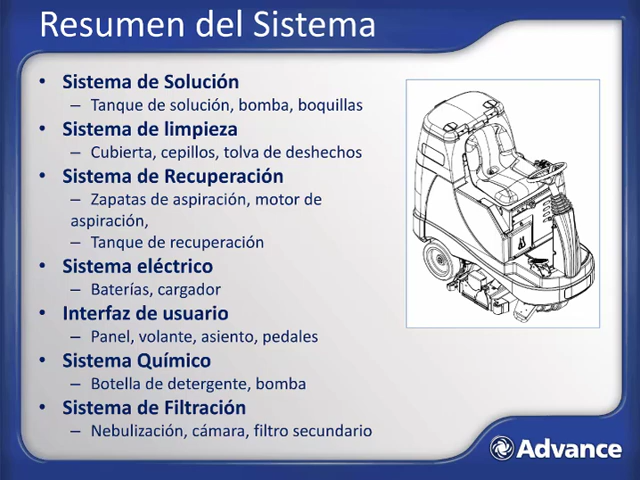 Resumen del Sistema
• Sistema de Solución
– Tanque de solución, bomba, boquillas
• Sistema de limpieza
– Cubierta, cepillos, tolva de deshechos
• Sistema de Recuperación
– Zapatas de aspiración, motor de
aspiración,
– Tanque de recuperación
• Sistema eléctrico
– Baterías, cargador
• Interfaz de usuario
– Panel, volante, asiento, pedales
• Sistema Químico
– Botella de detergente, bomba
• Sistema de Filtración
– Nebulización, cámara, filtro secundario
Advance